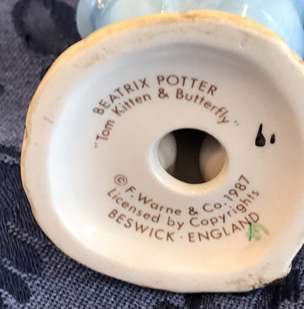 BEATRIX POTTER
"Tom Kitten & Butterfly"
© F. Warne & Co. 1987
Licensed by Copyrights
BESWICK · ENGLAND